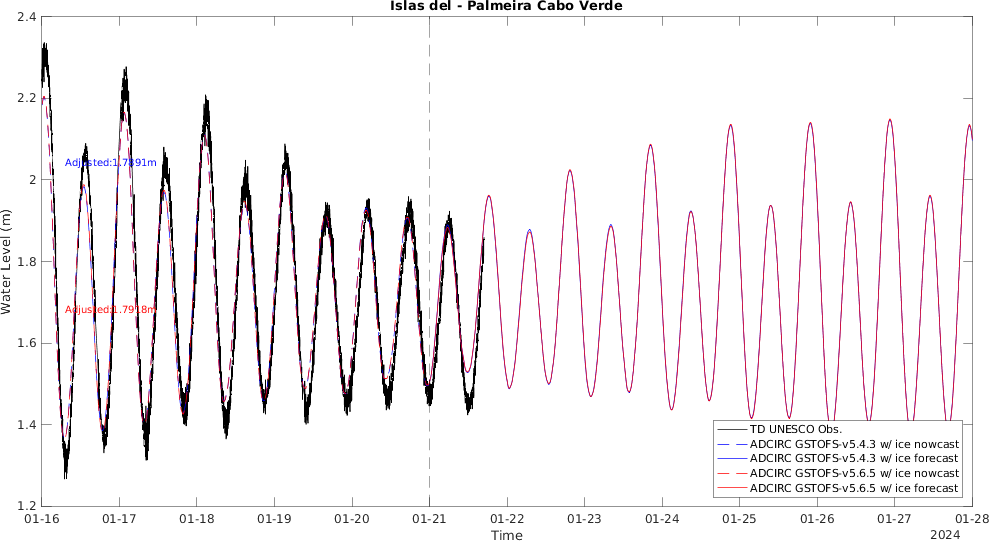 Islas del - Palmeira Cabo Verde
2.4
2.2
2
1.8
1.6
1.4
1.2
Water Level (m)
Adjusted:1.7891m
Adjusted:1.7918m
TD UNESCO Obs.
ADCIRC GSTOFS-v5.4.3 w/ ice nowcast
ADCIRC GSTOFS-v5.4.3 w/ ice forecast
ADCIRC GSTOFS-v5.6.5 w/ ice nowcast
ADCIRC GSTOFS-v5.6.5 w/ ice forecast
01-16 01-17 01-18 01-19 01-20 01-21 01-22 01-23 01-24 01-25 01-26 01-27 01-28
Time
2024